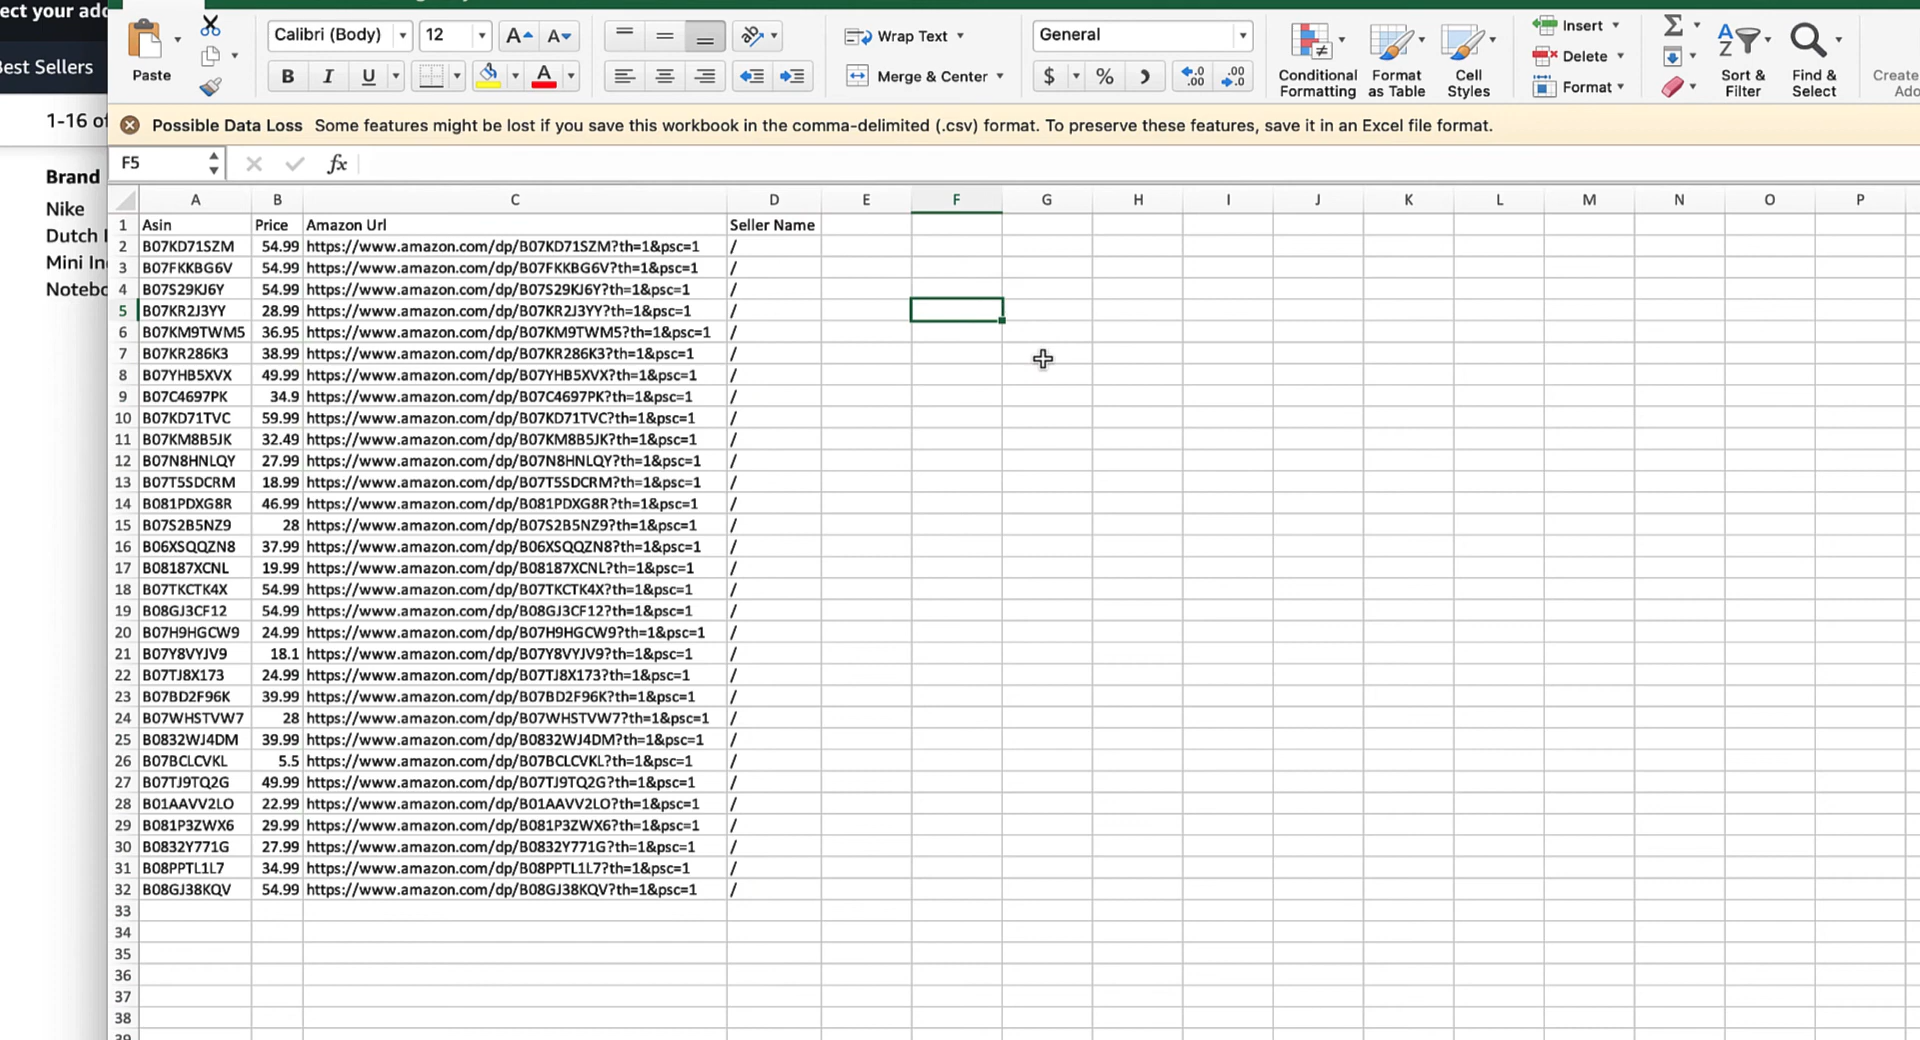 ect your add
Best Sellers
1-16 of
Brand
Nike
Dutch
Mini In
Notebo
Paste
Calibri (Body)
12
A
A
B I U
A
ab
Wrap Text
Merge & Center
General
$ % ,
.0 .00
.00 .0
Conditional Formatting
Format as Table
Cell Styles
Insert
Delete
Format
Σ
A Z
Sort & Filter
Find & Select
Create
Ado
Possible Data Loss Some features might be lost if you save this workbook in the comma-delimited (.csv) format. To preserve these features, save it in an Excel file format.
F5 fx
A B C D E F G H I J K L M N O P
1 Asin Price Amazon Url Seller Name
2 B07KD71SZM 54.99 https://www.amazon.com/dp/B07KD71SZM?th=1&psc=1 /
3 B07FKKBG6V 54.99 https://www.amazon.com/dp/B07FKKBG6V?th=1&psc=1 /
4 B07S29KJ6Y 54.99 https://www.amazon.com/dp/B07S29KJ6Y?th=1&psc=1 /
5 B07KR2J3YY 28.99 https://www.amazon.com/dp/B07KR2J3YY?th=1&psc=1 /
6 B07KM9TWM5 36.95 https://www.amazon.com/dp/B07KM9TWM5?th=1&psc=1 /
7 B07KR286K3 38.99 https://www.amazon.com/dp/B07KR286K3?th=1&psc=1 /
8 B07YHB5XVX 49.99 https://www.amazon.com/dp/B07YHB5XVX?th=1&psc=1 /
9 B07C4697PK 34.9 https://www.amazon.com/dp/B07C4697PK?th=1&psc=1 /
10 B07KD71TVC 59.99 https://www.amazon.com/dp/B07KD71TVC?th=1&psc=1 /
11 B07KM8B5JK 32.49 https://www.amazon.com/dp/B07KM8B5JK?th=1&psc=1 /
12 B07N8HNLQY 27.99 https://www.amazon.com/dp/B07N8HNLQY?th=1&psc=1 /
13 B07T5SDCRM 18.99 https://www.amazon.com/dp/B07T5SDCRM?th=1&psc=1 /
14 B081PDXG8R 46.99 https://www.amazon.com/dp/B081PDXG8R?th=1&psc=1 /
15 B07S2B5NZ9 28 https://www.amazon.com/dp/B07S2B5NZ9?th=1&psc=1 /
16 B06XSQQZN8 37.99 https://www.amazon.com/dp/B06XSQQZN8?th=1&psc=1 /
17 B08187XCNL 19.99 https://www.amazon.com/dp/B08187XCNL?th=1&psc=1 /
18 B07TKCTK4X 54.99 https://www.amazon.com/dp/B07TKCTK4X?th=1&psc=1 /
19 B08GJ3CF12 54.99 https://www.amazon.com/dp/B08GJ3CF12?th=1&psc=1 /
20 B07H9HGCW9 24.99 https://www.amazon.com/dp/B07H9HGCW9?th=1&psc=1 /
21 B07Y8VYJV9 18.1 https://www.amazon.com/dp/B07Y8VYJV9?th=1&psc=1 /
22 B07TJ8X173 24.99 https://www.amazon.com/dp/B07TJ8X173?th=1&psc=1 /
23 B07BD2F96K 39.99 https://www.amazon.com/dp/B07BD2F96K?th=1&psc=1 /
24 B07WHSTVW7 28 https://www.amazon.com/dp/B07WHSTVW7?th=1&psc=1 /
25 B0832WJ4DM 39.99 https://www.amazon.com/dp/B0832WJ4DM?th=1&psc=1 /
26 B07BCLCVKL 5.5 https://www.amazon.com/dp/B07BCLCVKL?th=1&psc=1 /
27 B07TJ9TQ2G 49.99 https://www.amazon.com/dp/B07TJ9TQ2G?th=1&psc=1 /
28 B01AAVV2LO 22.99 https://www.amazon.com/dp/B01AAVV2LO?th=1&psc=1 /
29 B081P3ZWX6 29.99 https://www.amazon.com/dp/B081P3ZWX6?th=1&psc=1 /
30 B0832Y771G 27.99 https://www.amazon.com/dp/B0832Y771G?th=1&psc=1 /
31 B08PPTL1L7 34.99 https://www.amazon.com/dp/B08PPTL1L7?th=1&psc=1 /
32 B08GJ38KQV 54.99 https://www.amazon.com/dp/B08GJ38KQV?th=1&psc=1 /
33
34
35
36
37
38
39